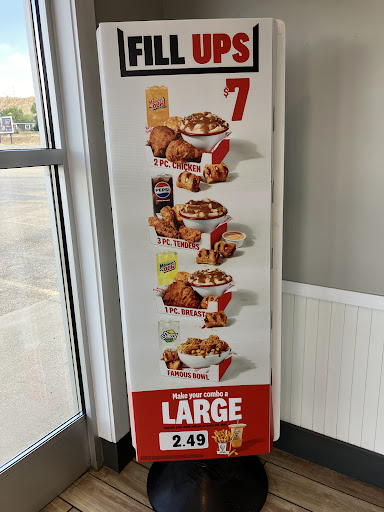 FILL UPS
$7
2 PC. CHICKEN
PEPSI
3 PC. TENDERS
1 PC. BREAST
FAMOUS BOWL
Make your combo a
LARGE
2.49